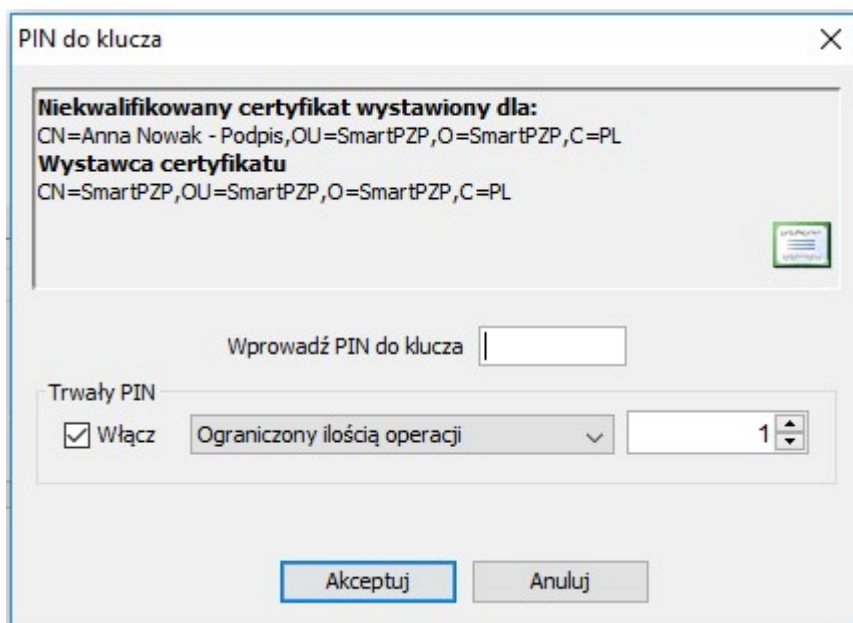 PIN do klucza
Niekwalifikowany certyfikat wystawiony dla:
CN=Anna Nowak - Podpis,OU=SmartPZP,O=SmartPZP,C=PL
Wystawca certyfikatu
CN=SmartPZP,OU=SmartPZP,O=SmartPZP,C=PL
Wprowadź PIN do klucza
Trwały PIN
Włącz Ograniczony ilością operacji 1
Akceptuj Anuluj